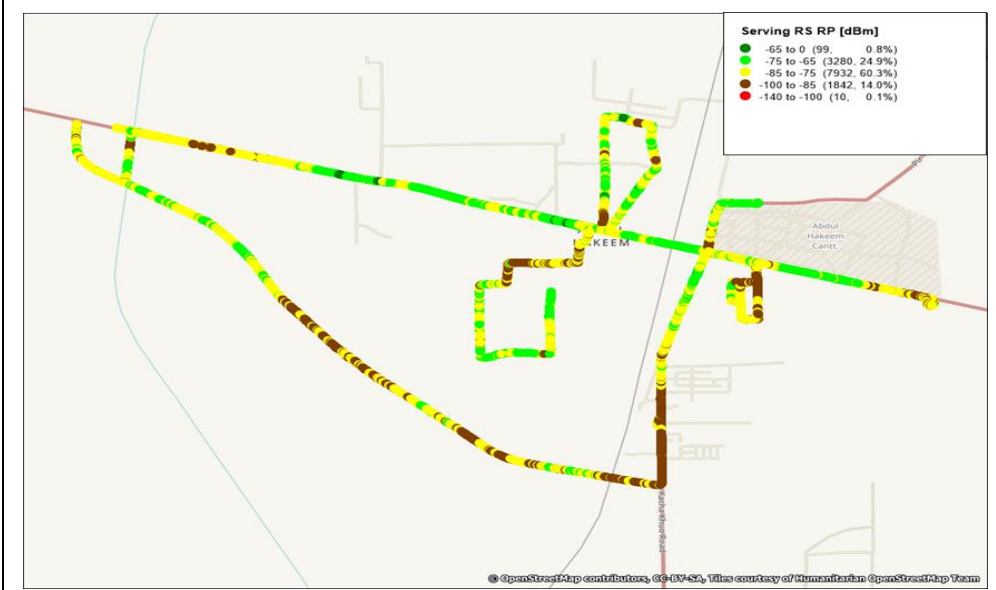 Serving RS RP [dBm]
-65 to 0 (99, 0.8%)
-75 to -65 (3280, 24.9%)
-85 to -75 (7932, 60.3%)
-100 to -85 (1842, 14.0%)
-140 to -100 (10, 0.1%)
Abdul
Hakeem
Cantt.
HAKEEM
Kacha Khuo Road
© OpenStreetMap contributors, CC-BY-SA, Tiles courtesy of Humanitarian OpenStreetMap Team